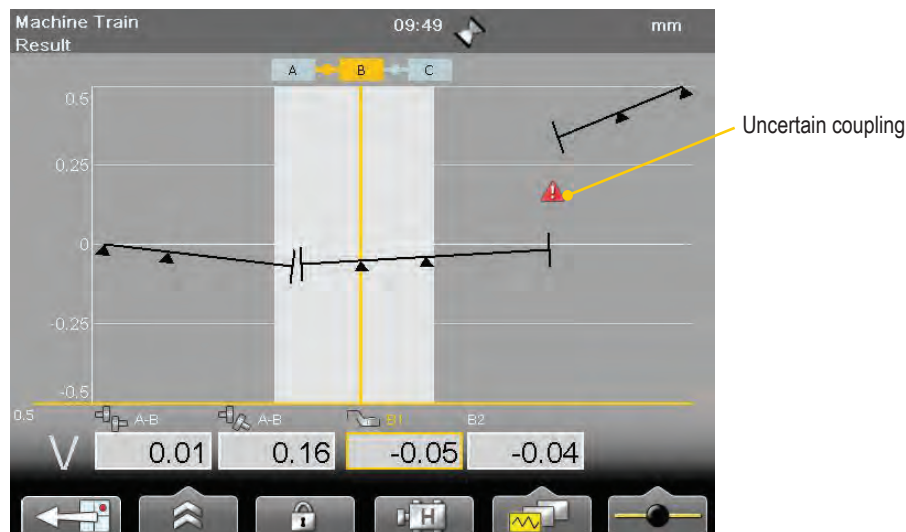 Machine Train 09:49 mm
Result
A B C
0.5
0.25
Uncertain coupling
0
-0.25
-0.5
0.5 A-B A-B B1 B2
V 0.01 0.16 -0.05 -0.04
H